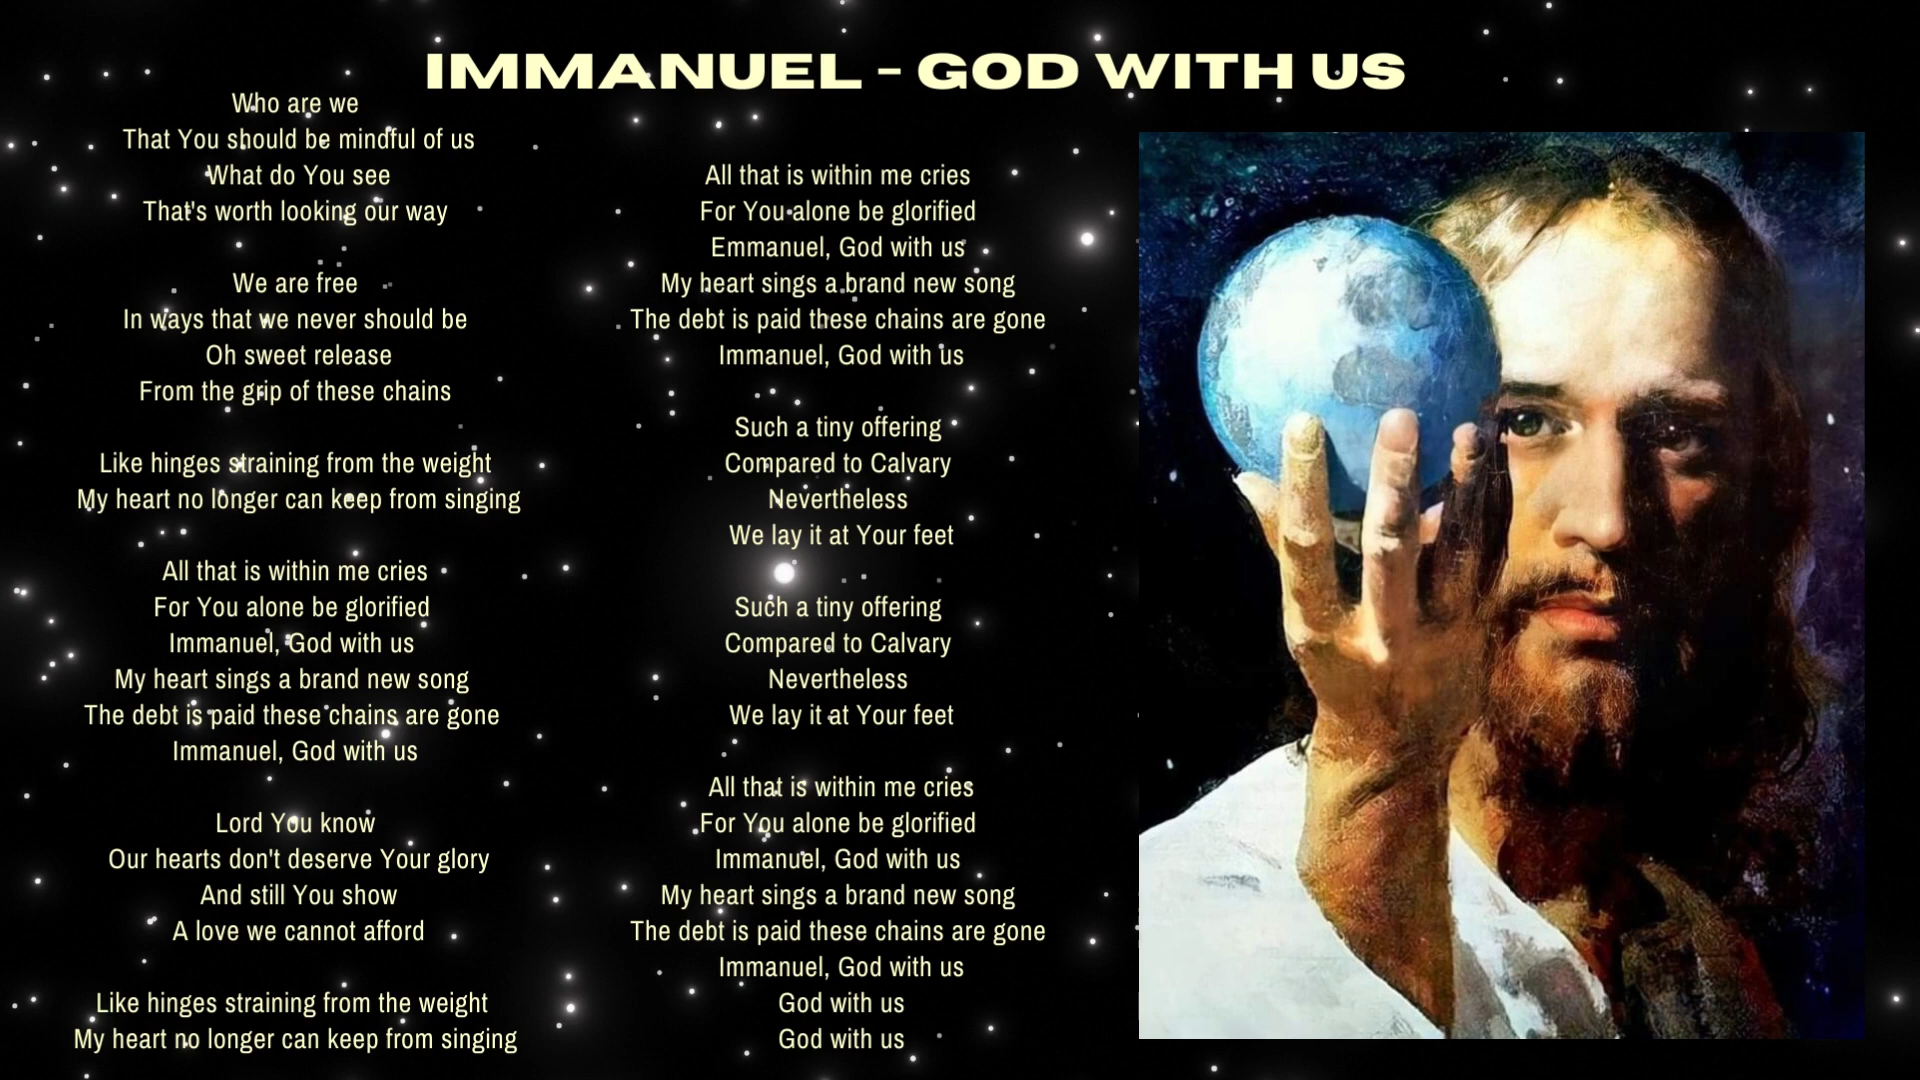 IMMANUEL - GOD WITH US
Who are we
That You should be mindful of us
What do You see
That's worth looking our way
We are free
In ways that we never should be
Oh sweet release
From the grip of these chains
Like hinges straining from the weight
My heart no longer can keep from singing
All that is within me cries
For You alone be glorified
Immanuel, God with us
My heart sings a brand new song
The debt is paid these chains are gone
Immanuel, God with us
Lord You know
Our hearts don't deserve Your glory
And still You show
A love we cannot afford
Like hinges straining from the weight
My heart no longer can keep from singing
All that is within me cries
For You alone be glorified
Emmanuel, God with us
My heart sings a brand new song
The debt is paid these chains are gone
Immanuel, God with us
Such a tiny offering
Compared to Calvary
Nevertheless
We lay it at Your feet
Such a tiny offering
Compared to Calvary
Nevertheless
We lay it at Your feet
All that is within me cries
For You alone be glorified
Immanuel, God with us
My heart sings a brand new song
The debt is paid these chains are gone
Immanuel, God with us
God with us
God with us